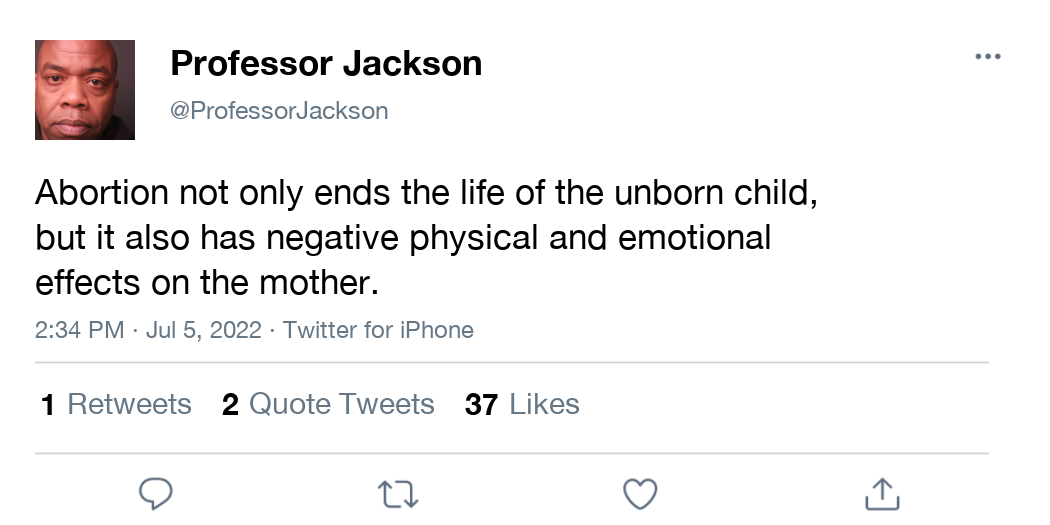 Professor Jackson
@ProfessorJackson
Abortion not only ends the life of the unborn child,
but it also has negative physical and emotional
effects on the mother.
2:34 PM · Jul 5, 2022 · Twitter for iPhone
1 Retweets 2 Quote Tweets 37 Likes